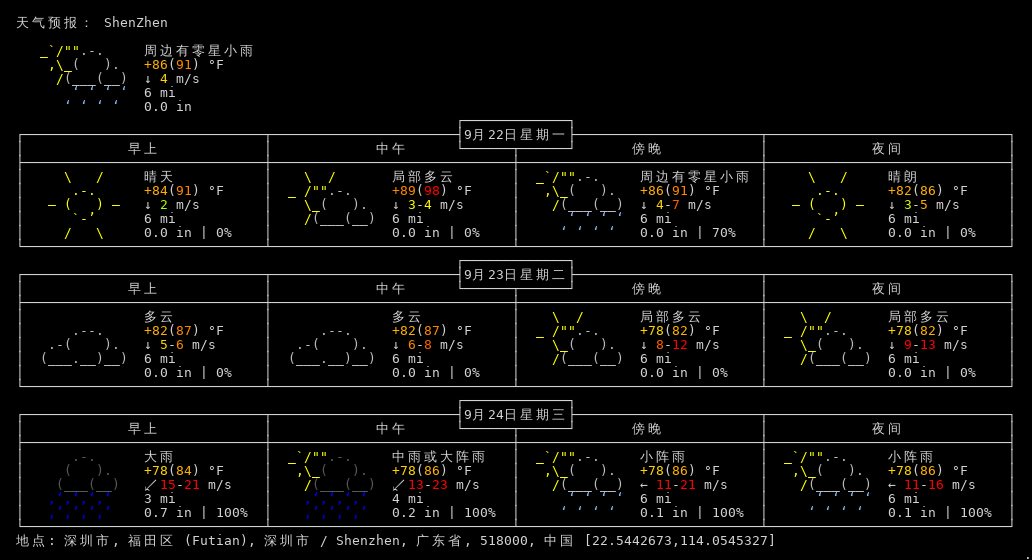 天气预报： ShenZhen
周边有零星小雨
+86(91) °F
↓ 4 m/s
6 mi
0.0 in
9月22日星期一
早上 中午 傍晚 夜间
晴天 局部多云 周边有零星小雨 晴朗
+84(91) °F +89(98) °F +86(91) °F +82(86) °F
↓ 2 m/s ↓ 3-4 m/s ↓ 4-7 m/s ↓ 3-5 m/s
6 mi 6 mi 6 mi 6 mi
0.0 in | 0% 0.0 in | 0% 0.0 in | 70% 0.0 in | 0%
9月23日星期二
早上 中午 傍晚 夜间
多云 多云 局部多云 局部多云
+82(87) °F +82(87) °F +78(82) °F +78(82) °F
↓ 5-6 m/s ↓ 6-8 m/s ↓ 8-12 m/s ↓ 9-13 m/s
6 mi 6 mi 6 mi 6 mi
0.0 in | 0% 0.0 in | 0% 0.0 in | 0% 0.0 in | 0%
9月24日星期三
早上 中午 傍晚 夜间
大雨 中雨或大阵雨 小阵雨 小阵雨
+78(84) °F +78(86) °F +78(86) °F +78(86) °F
↙ 15-21 m/s ↙ 13-23 m/s ← 11-21 m/s ← 11-16 m/s
3 mi 4 mi 6 mi 6 mi
0.7 in | 100% 0.2 in | 100% 0.1 in | 100% 0.1 in | 100%
地点: 深圳市, 福田区 (Futian), 深圳市 / Shenzhen, 广东省, 518000, 中国 [22.5442673,114.0545327]